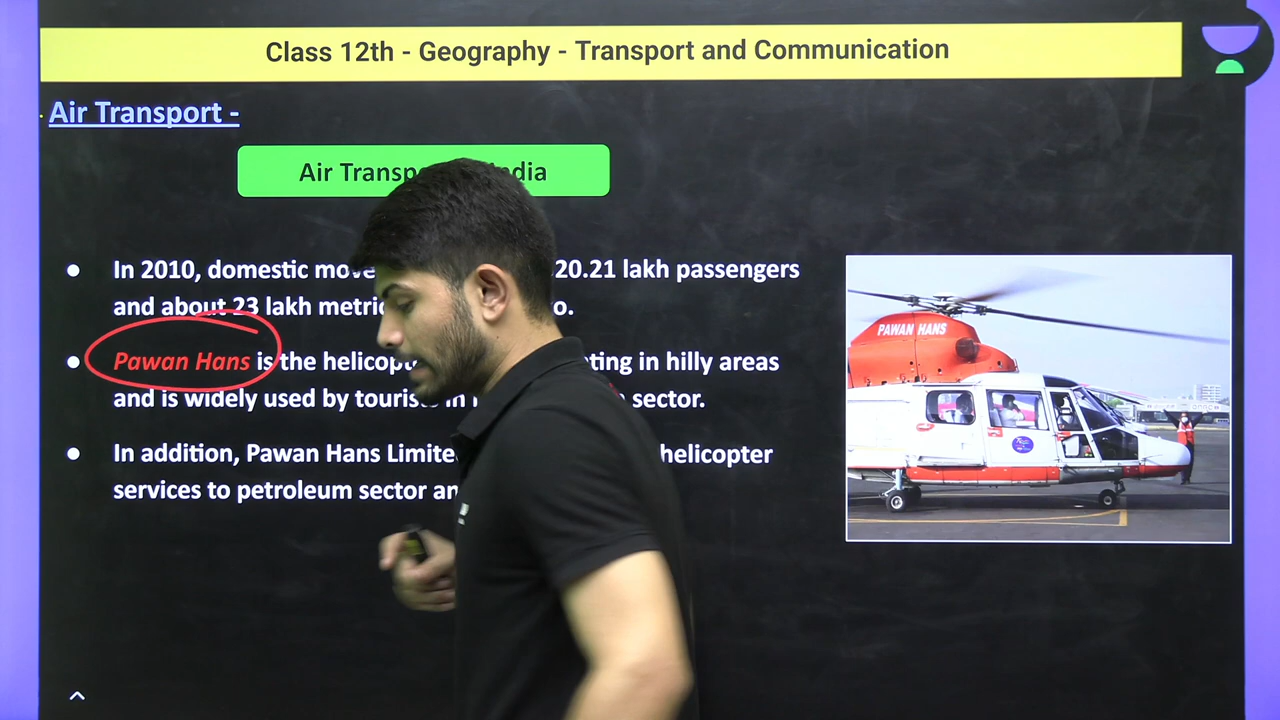 Class 12th - Geography - Transport and Communication
Air Transport -
Air Transp ndia
In 2010, domestic move 20.21 lakh passengers
and about 23 lakh metric o.
Pawan Hans is the helicopt ting in hilly areas
and is widely used by tourists in sector.
In addition, Pawan Hans Limite helicopter
services to petroleum sector an
PAWAN HANS